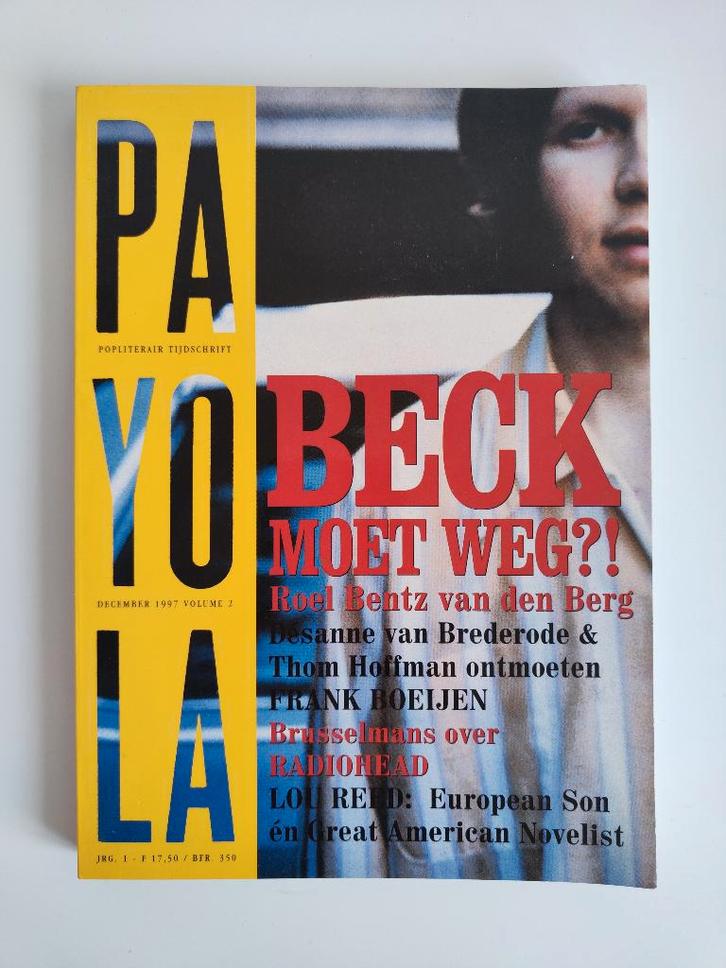 PA
POPLITERAIR TIJDSCHRIFT
YO
DECEMBER 1997 VOLUME 2
LA
JRG. 1 - F 17,50 / BFR. 350
BECK
MOET WEG?!
Roel Bentz van den Berg
Désanne van Brederode &
Thom Hoffman ontmoeten
FRANK BOEIJEN
Brusselmans over
RADIOHEAD
LOU REED: European Son
én Great American Novelist